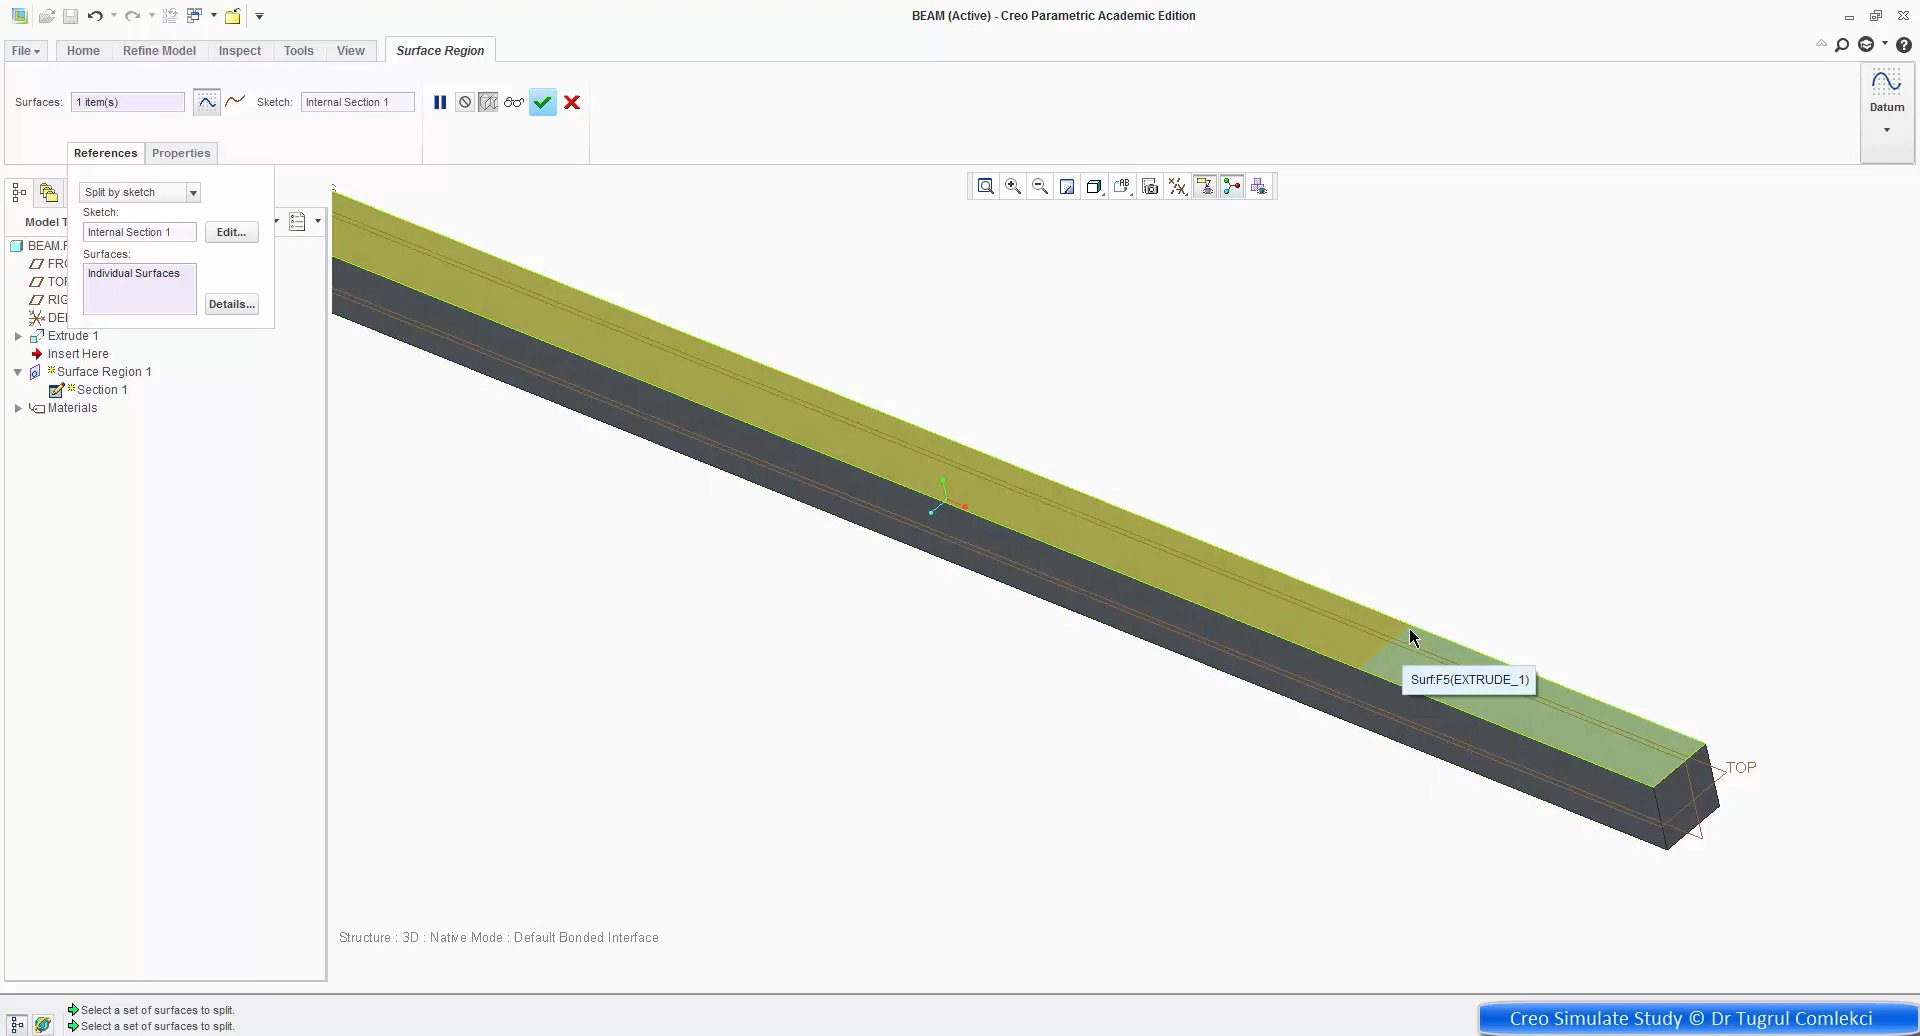 BEAM (Active) - Creo Parametric Academic Edition
File Home Refine Model Inspect Tools View Surface Region
Surfaces: 1 item(s) Sketch: Internal Section 1
Datum
References Properties
Split by sketch
Sketch:
Internal Section 1 Edit...
Surfaces:
Individual Surfaces
Details...
Model T
BEAM.F
FRO
TOF
RIG
DEI
Extrude 1
Insert Here
Surface Region 1
Section 1
Materials
Surf:F5(EXTRUDE_1)
TOP
Structure : 3D : Native Mode : Default Bonded Interface
Select a set of surfaces to split.
Select a set of surfaces to split.
Creo Simulate Study © Dr Tugrul Comlekci